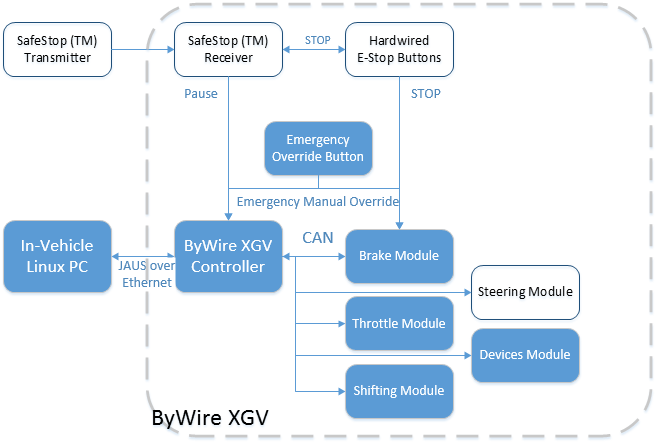 SafeStop (TM)
Transmitter
SafeStop (TM)
Receiver
STOP
Hardwired
E-Stop Buttons
Pause
STOP
Emergency
Override Button
Emergency Manual Override
In-Vehicle
Linux PC
JAUS over
Ethernet
ByWire XGV
Controller
CAN
Brake Module
Steering Module
Throttle Module
Devices Module
Shifting Module
ByWire XGV